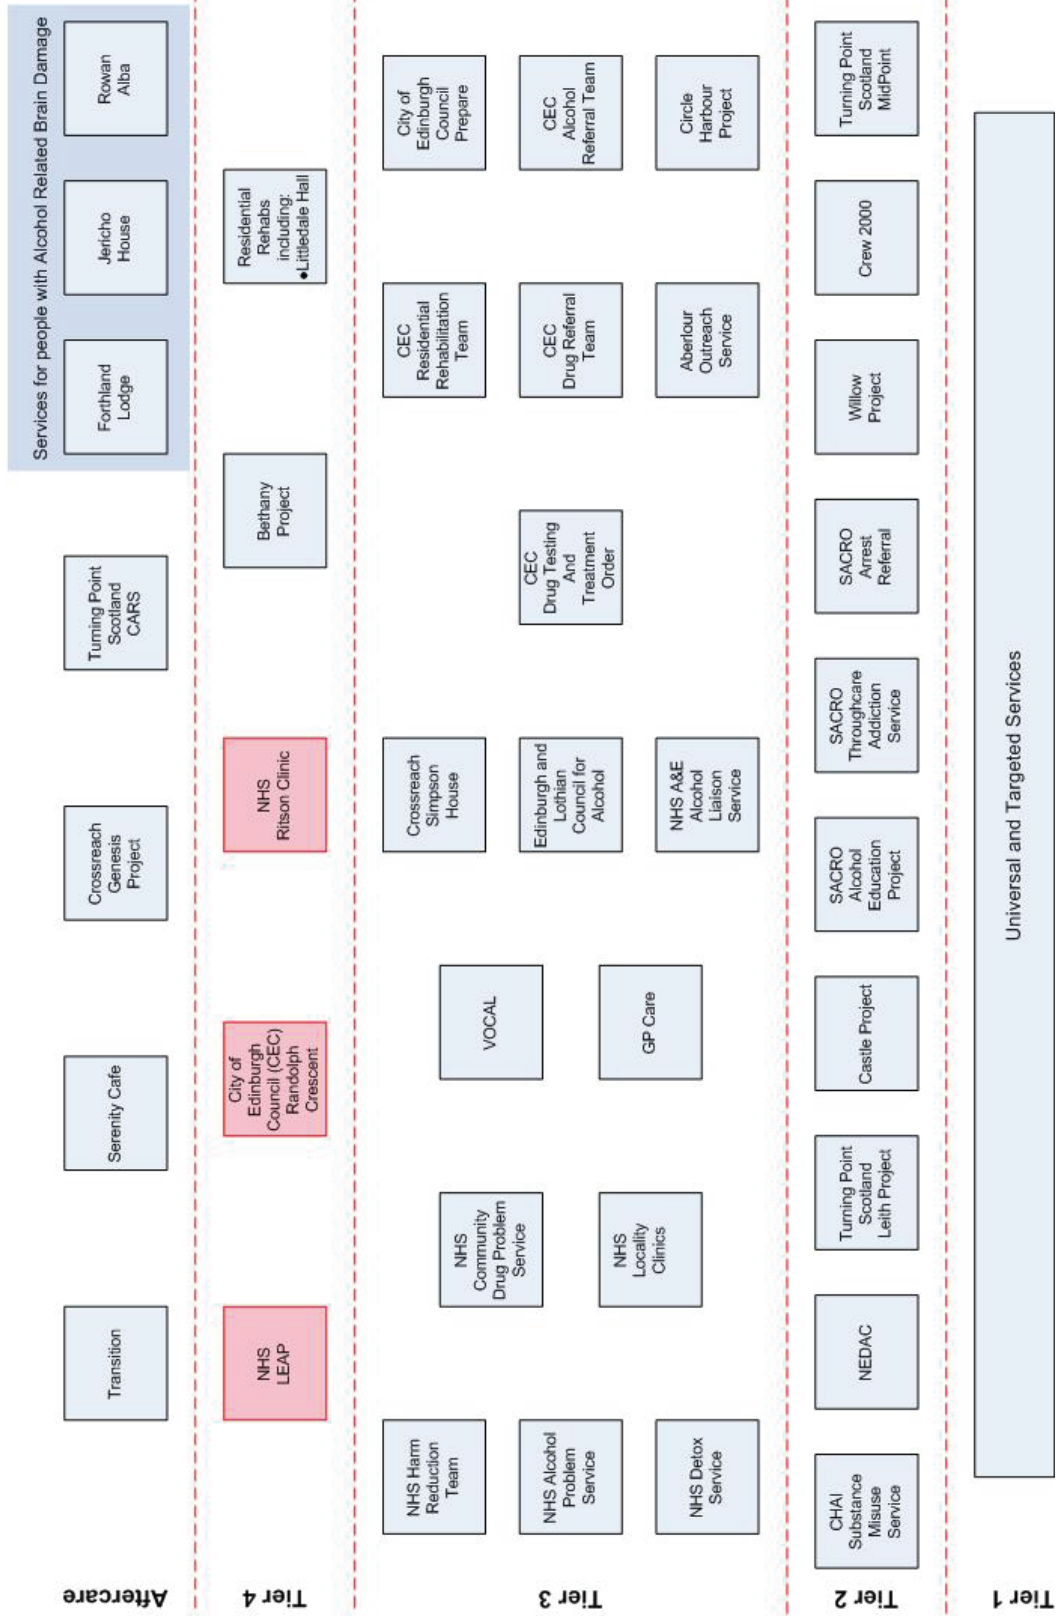 Aftercare
Transition
Serenity Cafe
Crossreach
Genesis
Project
Turning Point
Scotland
CARS
Services for people with Alcohol Related Brain Damage
Forthland
Lodge
Jericho
House
Rowan
Alba
Tier 4
NHS
LEAP
City of
Edinburgh
Council (CEC)
Randolph
Crescent
NHS
Ritson Clinic
Bethany
Project
Residential
Rehabs
including:
•Littledale Hall
Tier 3
NHS Harm
Reduction
Team
NHS Alcohol
Problem
Service
NHS Detox
Service
NHS
Community
Drug Problem
Service
NHS
Locality
Clinics
VOCAL
GP Care
Crossreach
Simpson
House
Edinburgh and
Lothian
Council for
Alcohol
NHS A&E
Alcohol
Liaison
Service
CEC
Drug Testing
And
Treatment
Order
CEC
Residential
Rehabilitation
Team
CEC
Drug Referral
Team
Aberlour
Outreach
Service
City of
Edinburgh
Council
Prepare
CEC
Alcohol
Referral Team
Circle
Harbour
Project
Tier 2
CHAI
Substance
Misuse
Service
NEDAC
Turning Point
Scotland
Leith Project
Castle Project
SACRO
Alcohol
Education
Project
SACRO
Throughcare
Addiction
Service
SACRO
Arrest
Referral
Willow
Project
Crew 2000
Turning Point
Scotland
MidPoint
Tier 1
Universal and Targeted Services